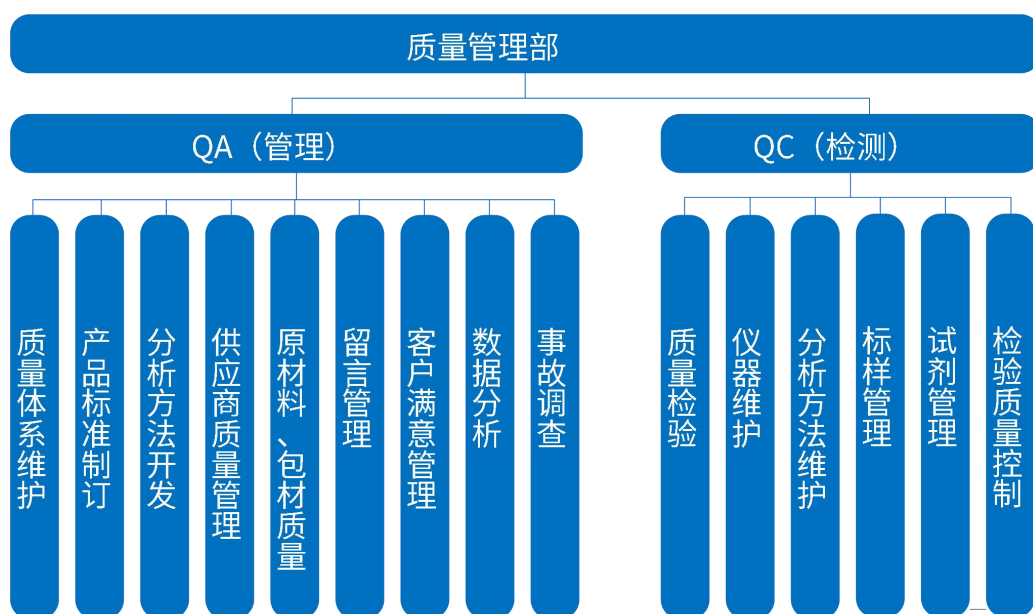 质量管理部
QA（管理）
QC（检测）
质量体系维护
产品标准制订
分析方法开发
供应商质量管理
原材料、包材质量
留言管理
客户满意管理
数据分析
事故调查
质量检验
仪器维护
分析方法维护
标样管理
试剂管理
检验质量控制